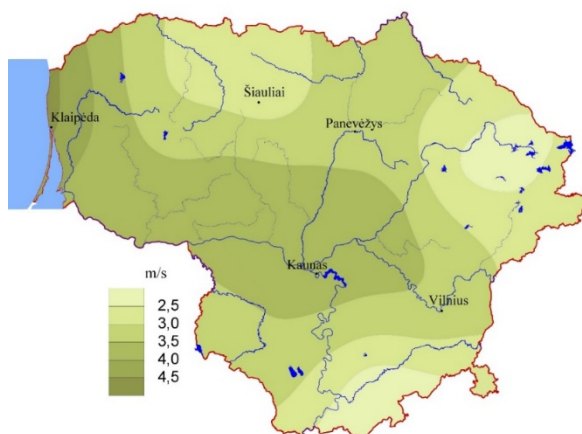 Šiauliai
Klaipėda
Panevėžys
Kaunas
Vilnius
m/s
2,5
3,0
3,5
4,0
4,5